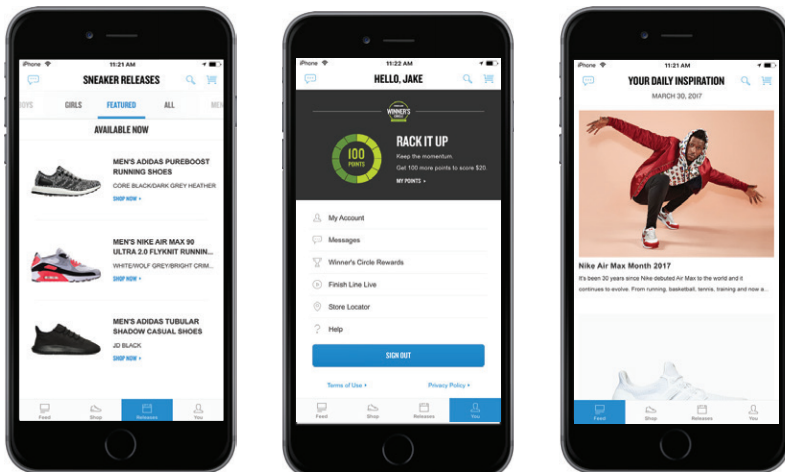 iPhone 11:21 AM
SNEAKER RELEASES
BOYS GIRLS FEATURED ALL MEN
AVAILABLE NOW
MEN'S ADIDAS PUREBOOST
RUNNING SHOES
CORE BLACK/DARK GREY HEATHER
SHOP NOW
MEN'S NIKE AIR MAX 90
ULTRA 2.0 FLYKNIT RUNNIN...
WHITE/WOLF GREY/BRIGHT CRIM...
SHOP NOW
MEN'S ADIDAS TUBULAR
SHADOW CASUAL SHOES
JD BLACK
SHOP NOW
Feed Shop Releases You
iPhone 11:22 AM
HELLO, JAKE
WINNER'S
100
POINTS
RACK IT UP
Keep the momentum.
Get 100 more points to score $20.
MY POINTS
My Account
Messages
Winner's Circle Rewards
Finish Line Live
Store Locator
? Help
SIGN OUT
Terms of Use Privacy Policy
Feed Shop Releases You
iPhone 11:21 AM
YOUR DAILY INSPIRATION
MARCH 30, 2017
Nike Air Max Month 2017
It's been 30 years since Nike debuted Air Max to the world and it
continues to evolve. From running, basketball, tennis, training and now a...
Feed Shop Releases You